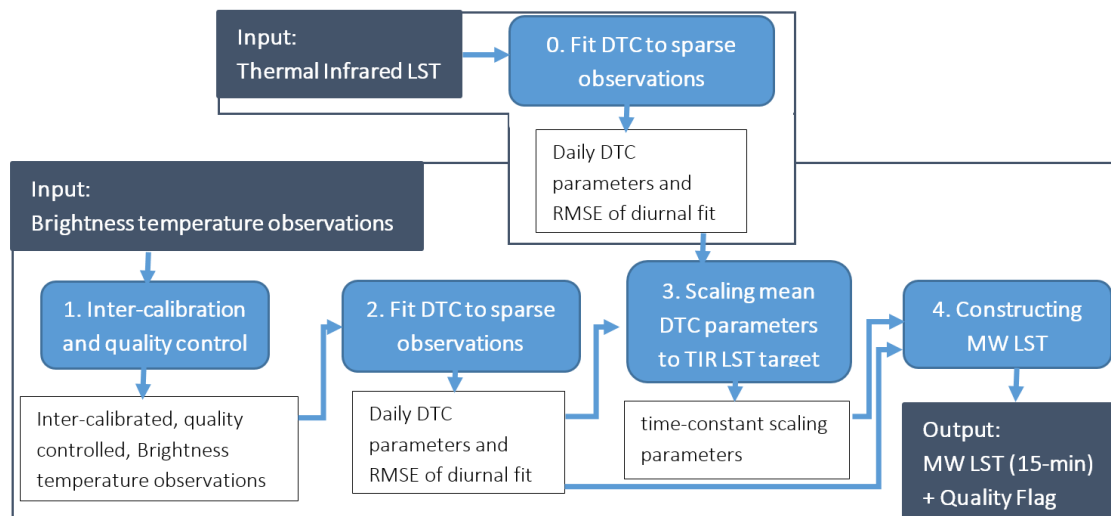 Input:
Thermal Infrared LST
0. Fit DTC to sparse
observations
Daily DTC
parameters and
RMSE of diurnal fit
Input:
Brightness temperature observations
1. Inter-calibration
and quality control
2. Fit DTC to sparse
observations
3. Scaling mean
DTC parameters
to TIR LST target
4. Constructing
MW LST
Inter-calibrated, quality
controlled, Brightness
temperature observations
Daily DTC
parameters and
RMSE of diurnal fit
time-constant scaling
parameters
Output:
MW LST (15-min)
+ Quality Flag